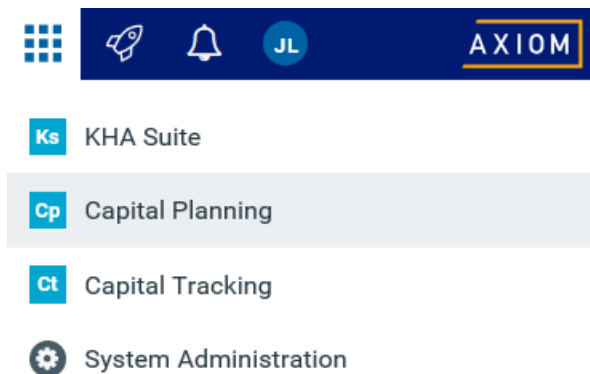 JL AXIOM
Ks KHA Suite
Cp Capital Planning
Ct Capital Tracking
System Administration